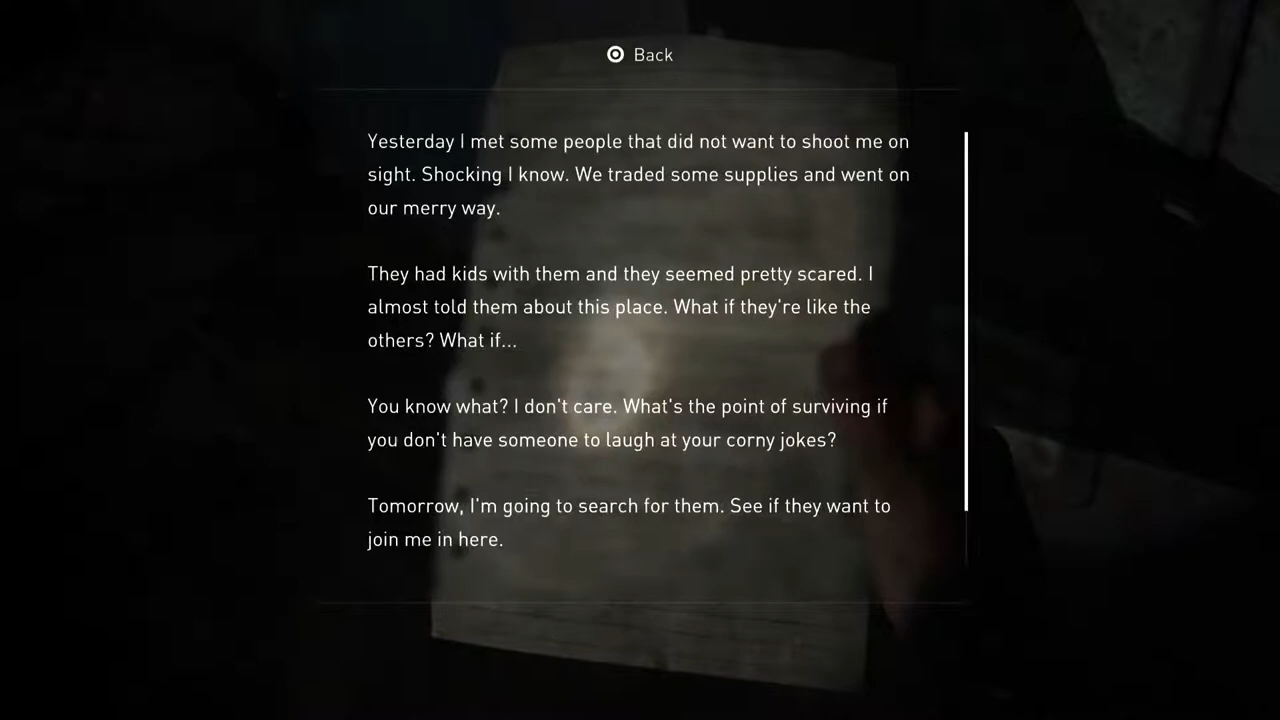 Back
Yesterday I met some people that did not want to shoot me on
sight. Shocking I know. We traded some supplies and went on
our merry way.
They had kids with them and they seemed pretty scared. I
almost told them about this place. What if they're like the
others? What if...
You know what? I don't care. What's the point of surviving if
you don't have someone to laugh at your corny jokes?
Tomorrow, I'm going to search for them. See if they want to
join me in here.